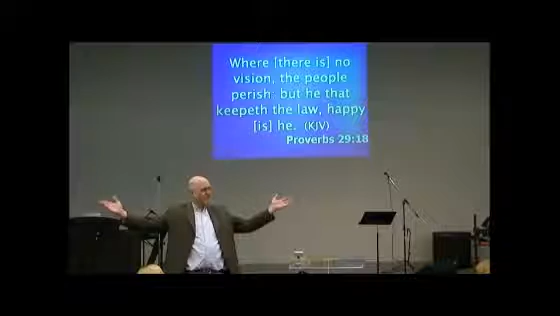 Where [there is] no
vision, the people
perish: but he that
keepeth the law, happy
[is] he. (KJV)
Proverbs 29:18